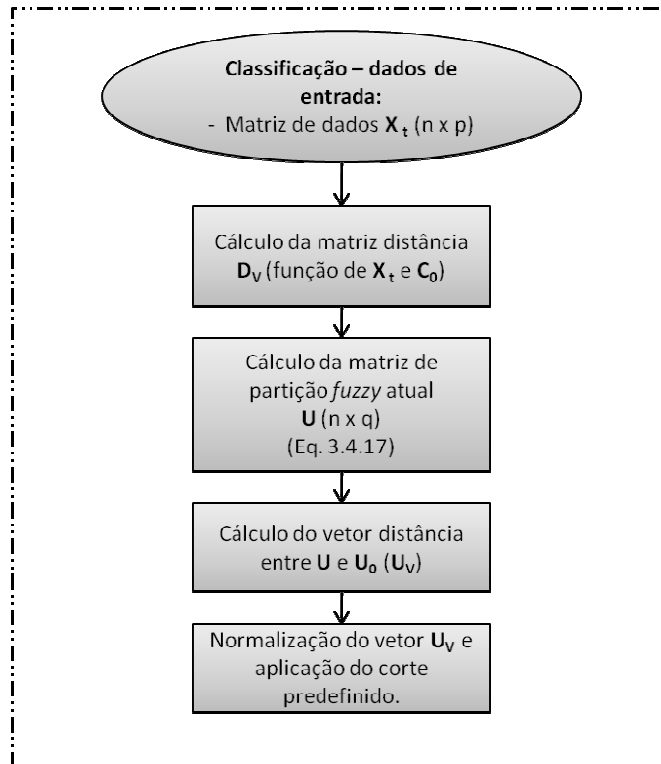 Classificação – dados de
entrada:
- Matriz de dados Xt (n x p)
Cálculo da matriz distância
DV (função de Xt e C0)
Cálculo da matriz de
partição fuzzy atual
U (n x q)
(Eq. 3.4.17)
Cálculo do vetor distância
entre U e U0 (UV)
Normalização do vetor UV e
aplicação do corte
predefinido.